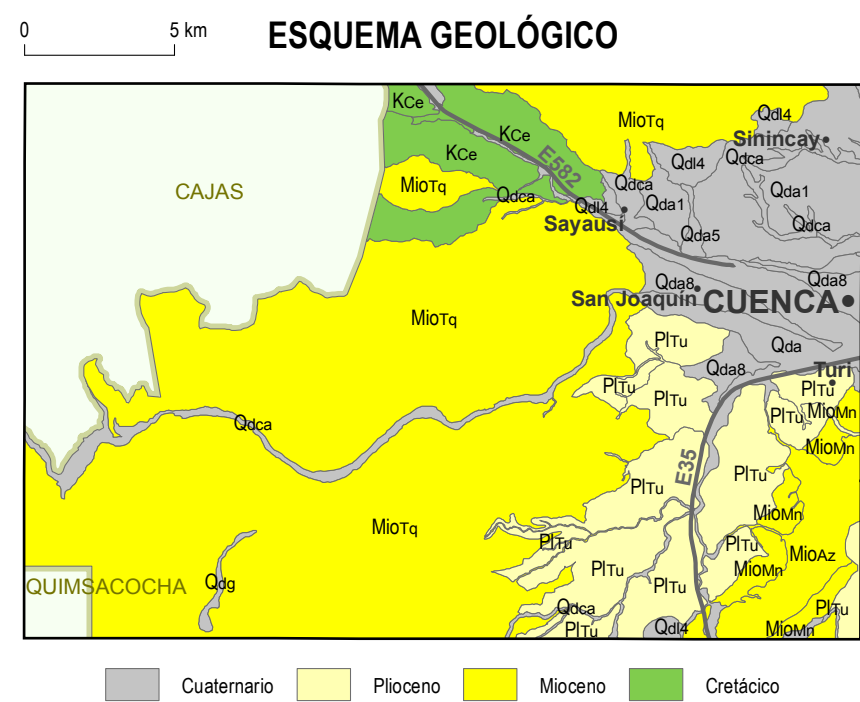 0 5 km
ESQUEMA GEOLÓGICO
KCe
KCe
KCe
E582
MioTq
Qdl4
Sinincay
CAJAS
MioTq
Qdca
Qdl4
Qdca
Qdl4
Qdca
Qda1
Qda1
Qdca
Sayausí
Qda5
Qda8
San Joaquín
CUENCA
Qda8
MioTq
PlTu
Qda
Qda8
Turi
PlTu
PlTu
PlTu
PlTu
MioMn
MioMn
Qdca
E35
PlTu
PlTu
MioMn
MioTq
PlTu
PlTu
MioAz
QUIMSACOCHA
Qdg
PlTu
PlTu
MioMn
Qdca
PlTu
PlTu
Qdl4
MioMn
Cuaternario Plioceno Mioceno Cretácico